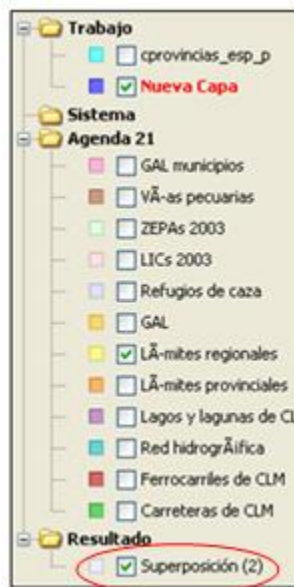 Trabajo
cprovincias_esp_p
Nueva Capa
Sistema
Agenda 21
GAL municipios
VÃ-as pecuarias
ZEPAs 2003
LICs 2003
Refugios de caza
GAL
LÃ-mites regionales
LÃ-mites provinciales
Lagos y lagunas de CL
Red hidrogrÃifica
Ferrocarriles de CLM
Carreteras de CLM
Resultado
Superposición (2)